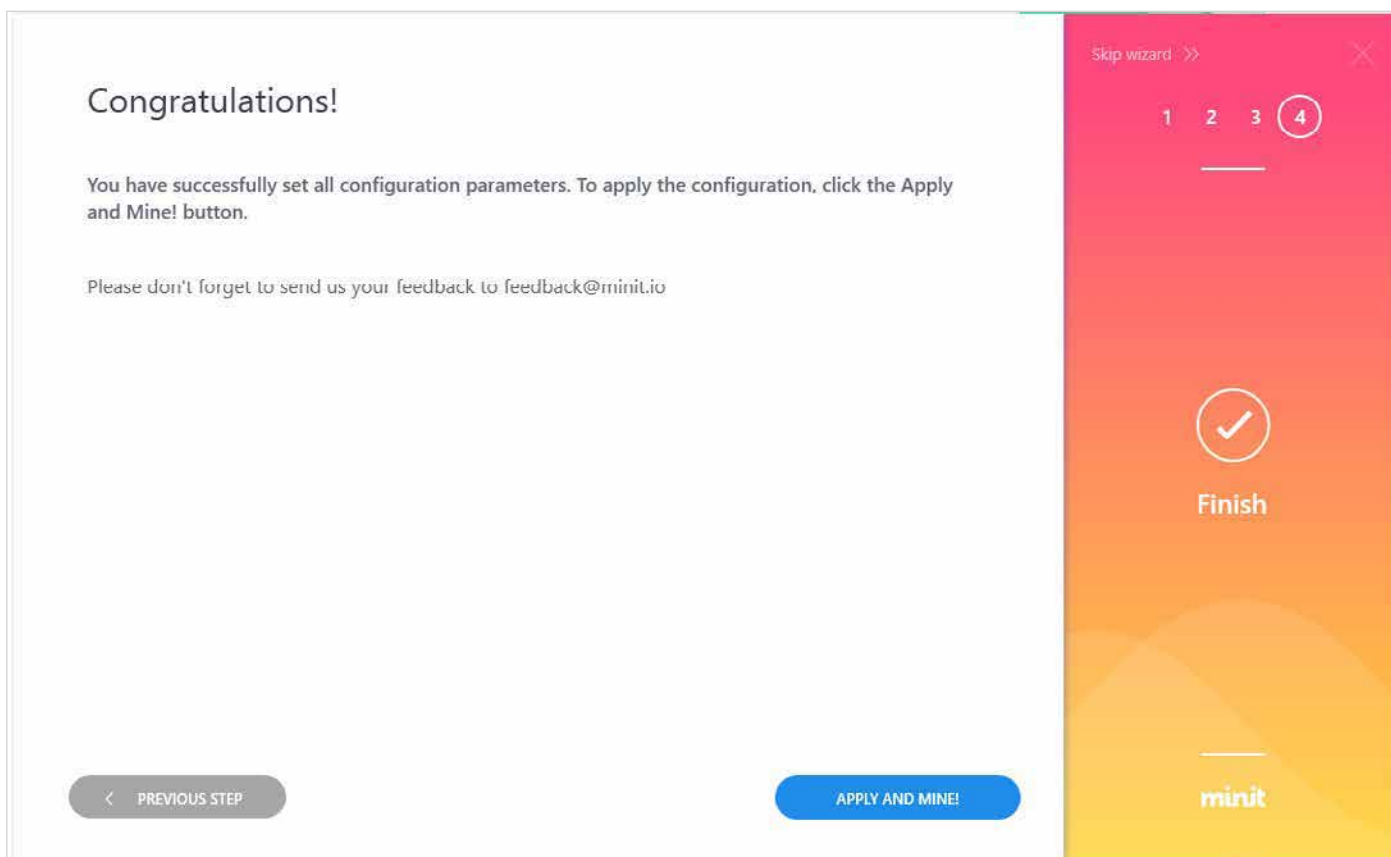 Congratulations!
You have successfully set all configuration parameters. To apply the configuration, click the Apply
and Mine! button.
Please don't forget to send us your feedback to feedback@minit.io
PREVIOUS STEP
APPLY AND MINE!
Skip wizard
1 2 3 4
Finish
minit